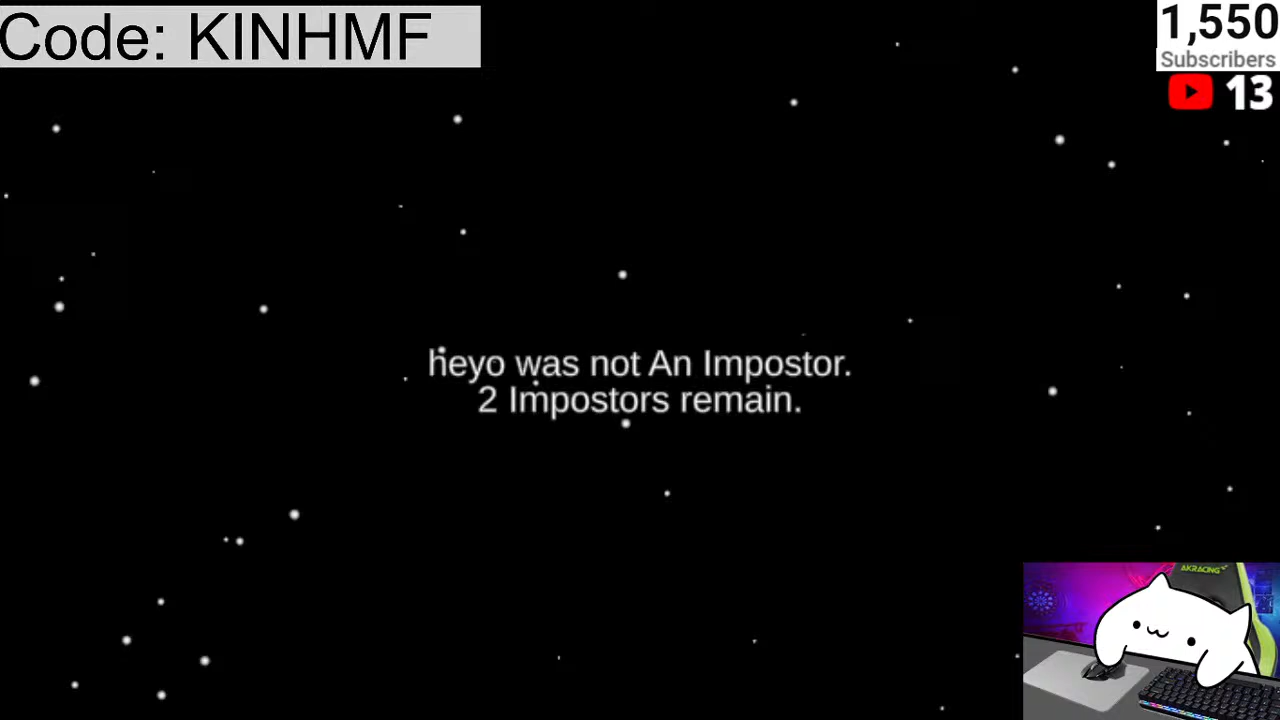 Code: KINHMF
1,550
Subscribers
13
heyo was not An Impostor.
2 Impostors remain.
AKRACING